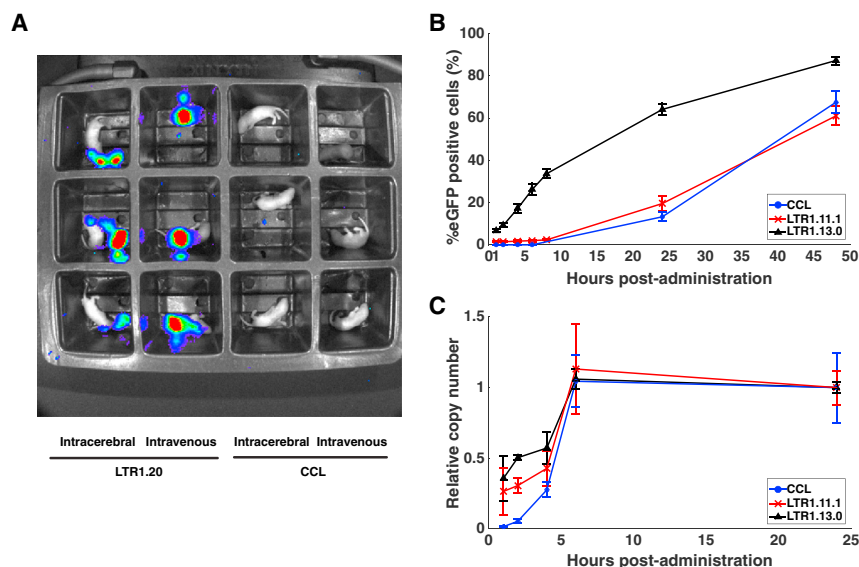 A
Intracerebral Intravenous Intracerebral Intravenous
LTR1.20 CCL
B
%eGFP positive cells (%)
100
80
60
40
20
0
01 5 10 15 20 25 30 35 40 45 50
Hours post-administration
CCL
LTR1.11.1
LTR1.13.0
C
Relative copy number
1.5
1
0.5
0
0 5 10 15 20 25
Hours post-administration
CCL
LTR1.11.1
LTR1.13.0